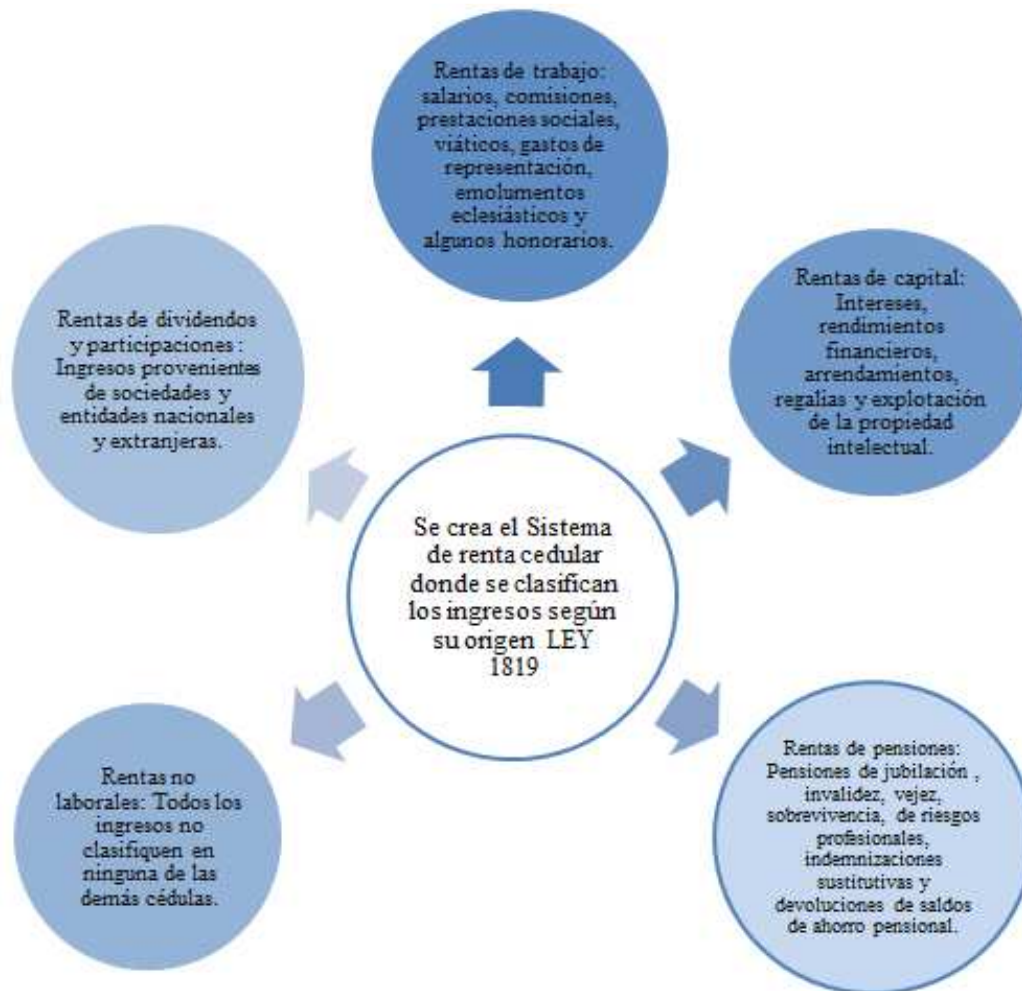 Rentas de trabajo:
salarios, comisiones,
prestaciones sociales,
viáticos, gastos de
representación,
emolumentos
eclesiásticos y
algunos honorarios.
Rentas de capital:
Intereses,
rendimientos
financieros,
arrendamientos,
regalias y explotación
de la propiedad
intelectual.
Rentas de dividendos
y participaciones :
Ingresos provenientes
de sociedades y
entidades nacionales
y extranjeras.
Se crea el Sistema
de renta cedular
donde se clasifican
los ingresos según
su origen LEY
1819
Rentas de pensiones:
Pensiones de jubilación ,
invalidez, vejez,
sobrevivencia, de riesgos
profesionales,
indemnizaciones
sustitutivas y
devoluciones de saldos
de ahorro pensional.
Rentas no
laborales: Todos los
ingresos no
clasifiquen en
ninguna de las
demás cédulas.